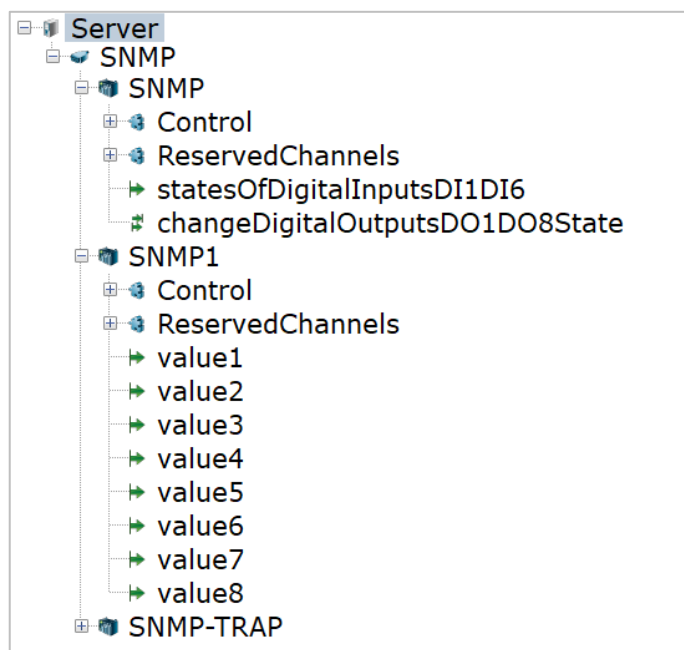 Server
SNMP
SNMP
Control
ReservedChannels
statesOfDigitalInputsDI1DI6
changeDigitalOutputsDO1DO8State
SNMP1
Control
ReservedChannels
value1
value2
value3
value4
value5
value6
value7
value8
SNMP-TRAP